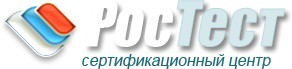 РосТест
сертификационный центр